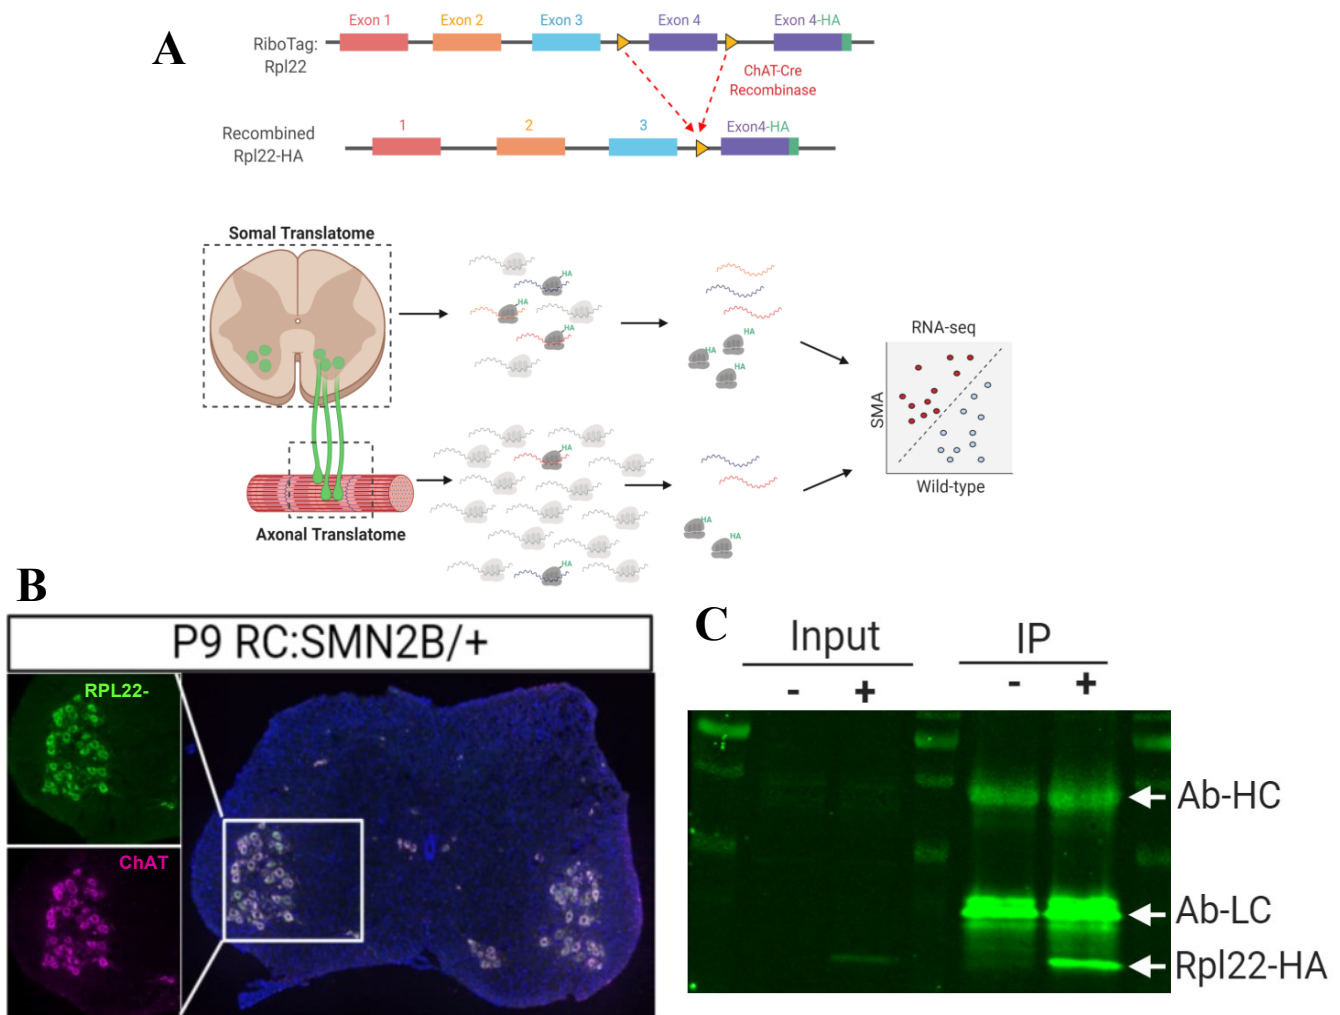 A
Exon 1 Exon 2 Exon 3 Exon 4 Exon 4-HA
RiboTag:
Rpl22
ChAT-Cre
Recombinase
Recombined
Rpl22-HA
1 2 3 Exon4-HA
Somal Translatome
HA
HA
HA
HA
HA
HA
RNA-seq
SMA
Wild-type
HA
HA
HA
HA
Axonal Translatome
B
P9 RC:SMN2B/+
RPL22-
ChAT
C
Input IP
- + - +
Ab-HC
Ab-LC
Rpl22-HA